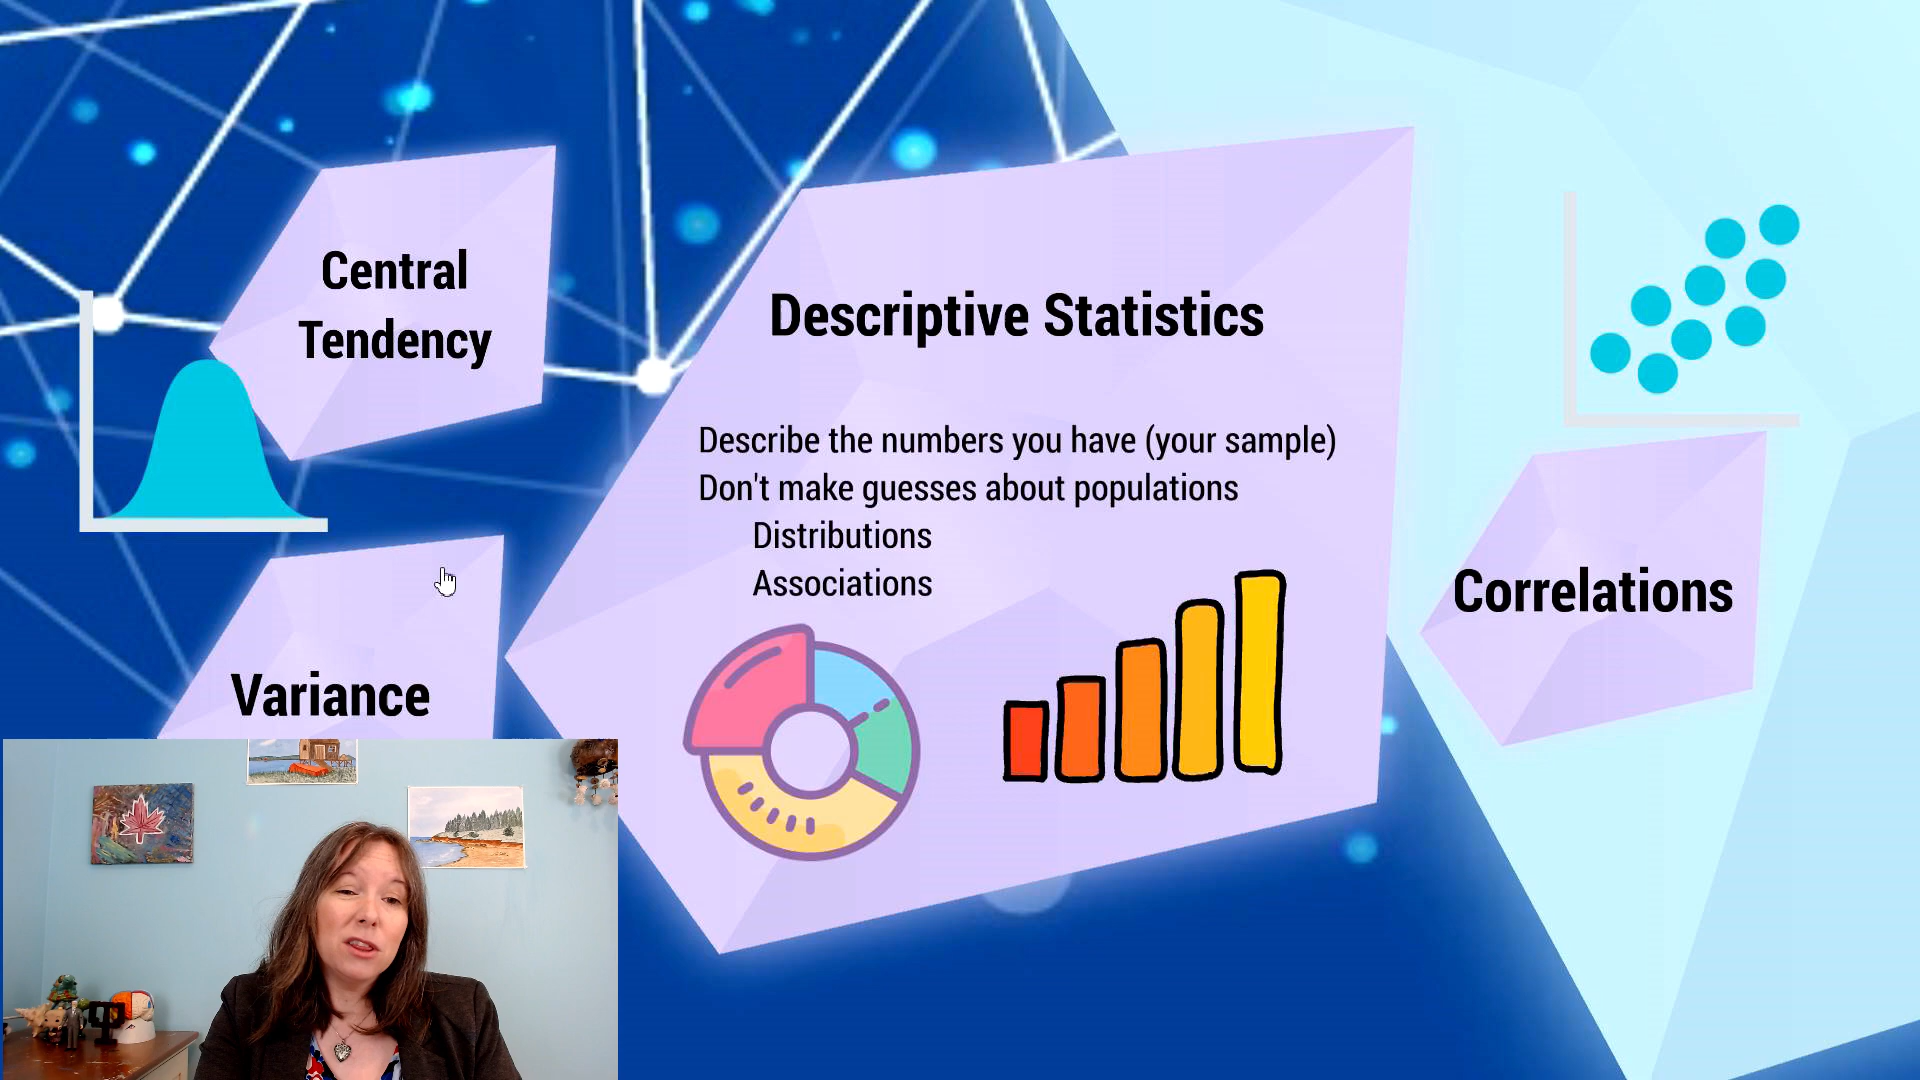 Central
Tendency
Variance
Descriptive Statistics
Describe the numbers you have (your sample)
Don't make guesses about populations
Distributions
Associations
Correlations